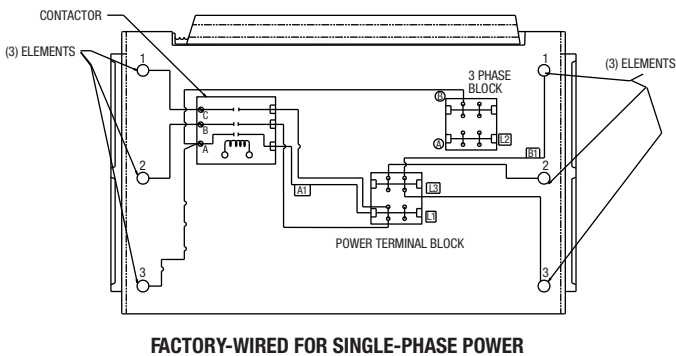 CONTACTOR
(3) ELEMENTS
(3) ELEMENTS
1
1
3 PHASE
BLOCK
B
C
B
A
A
L2
B1
2
2
A1
L3
L1
POWER TERMINAL BLOCK
3
3
FACTORY-WIRED FOR SINGLE-PHASE POWER